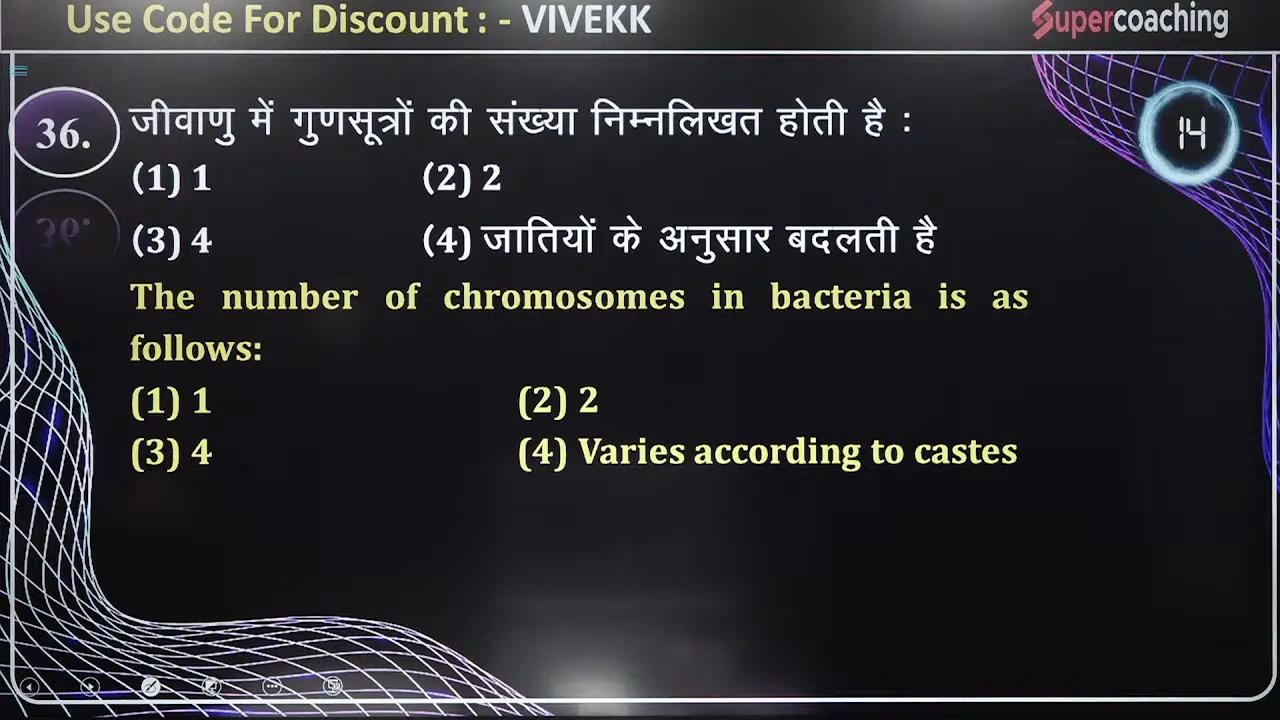 Use Code For Discount : - VIVEKK
Supercoaching
36.
14
जीवाणु में गुणसूत्रों की संख्या निम्नलिखत होती है :
(1) 1 (2) 2
(3) 4 (4) जातियों के अनुसार बदलती है
The number of chromosomes in bacteria is as
follows:
(1) 1 (2) 2
(3) 4 (4) Varies according to castes